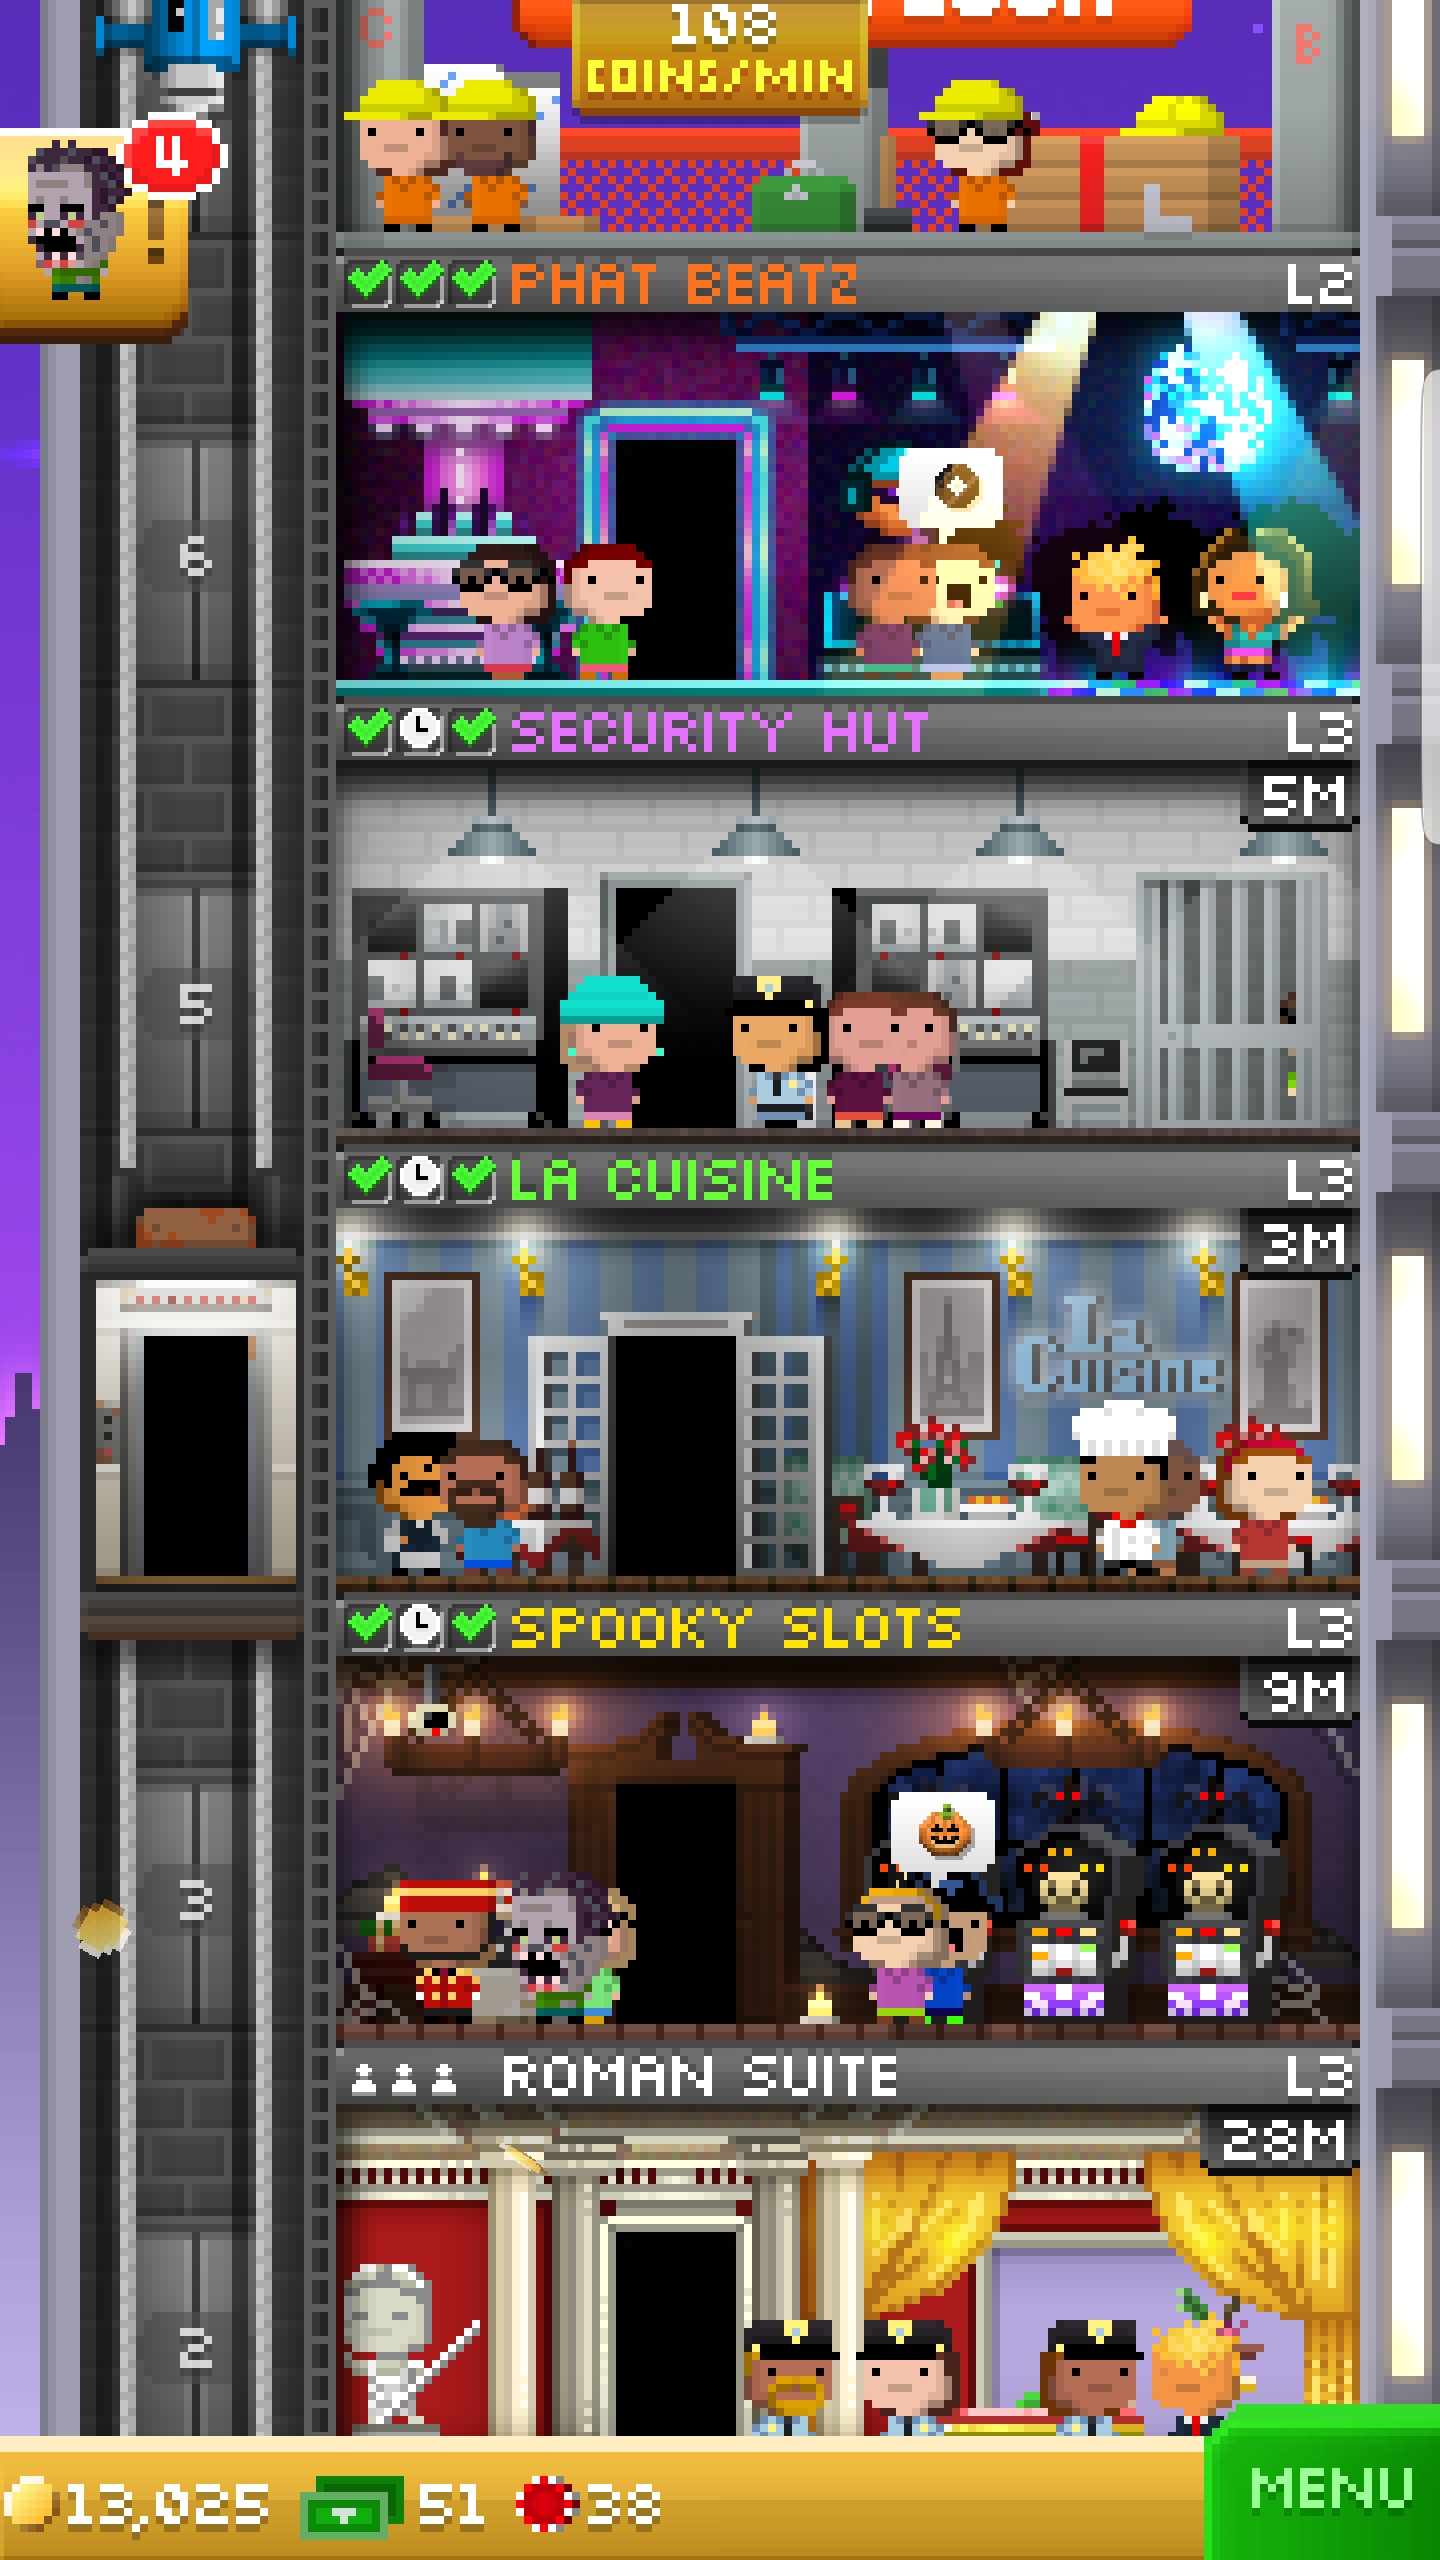 108
COINS/MIN
C
B
4
PHAT BEATZ
L2
6
SECURITY HUT
L3
5M
5
LA CUISINE
L3
3M
La
Cuisine
SPOOKY SLOTS
L3
9M
3
ROMAN SUITE
L3
28M
2
13,025
51
38
MENU